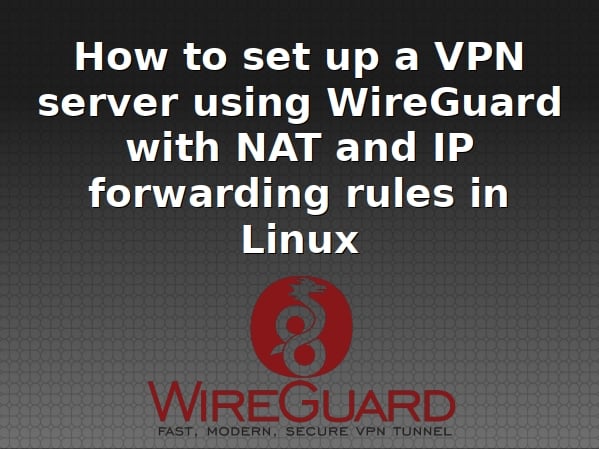 How to set up a VPN
server using WireGuard
with NAT and IP
forwarding rules in
Linux
WIREGUARD
FAST, MODERN, SECURE VPN TUNNEL